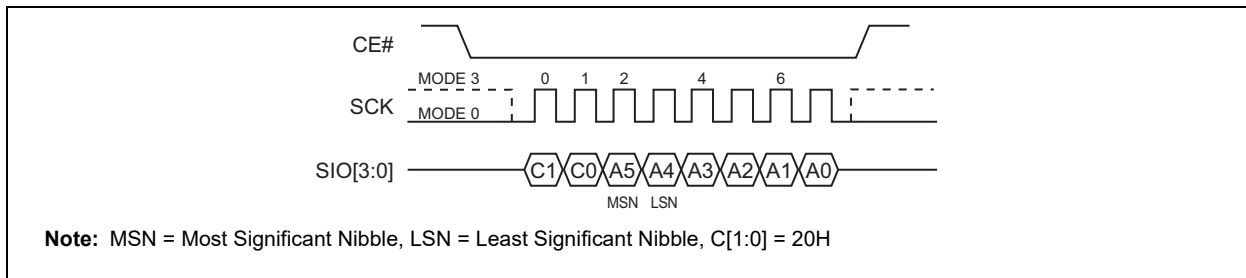 CE#
MODE 3 0 1 2 4 6
SCK
MODE 0
SIO[3:0] C1 C0 A5 A4 A3 A2 A1 A0
MSN LSN
Note: MSN = Most Significant Nibble, LSN = Least Significant Nibble, C[1:0] = 20H